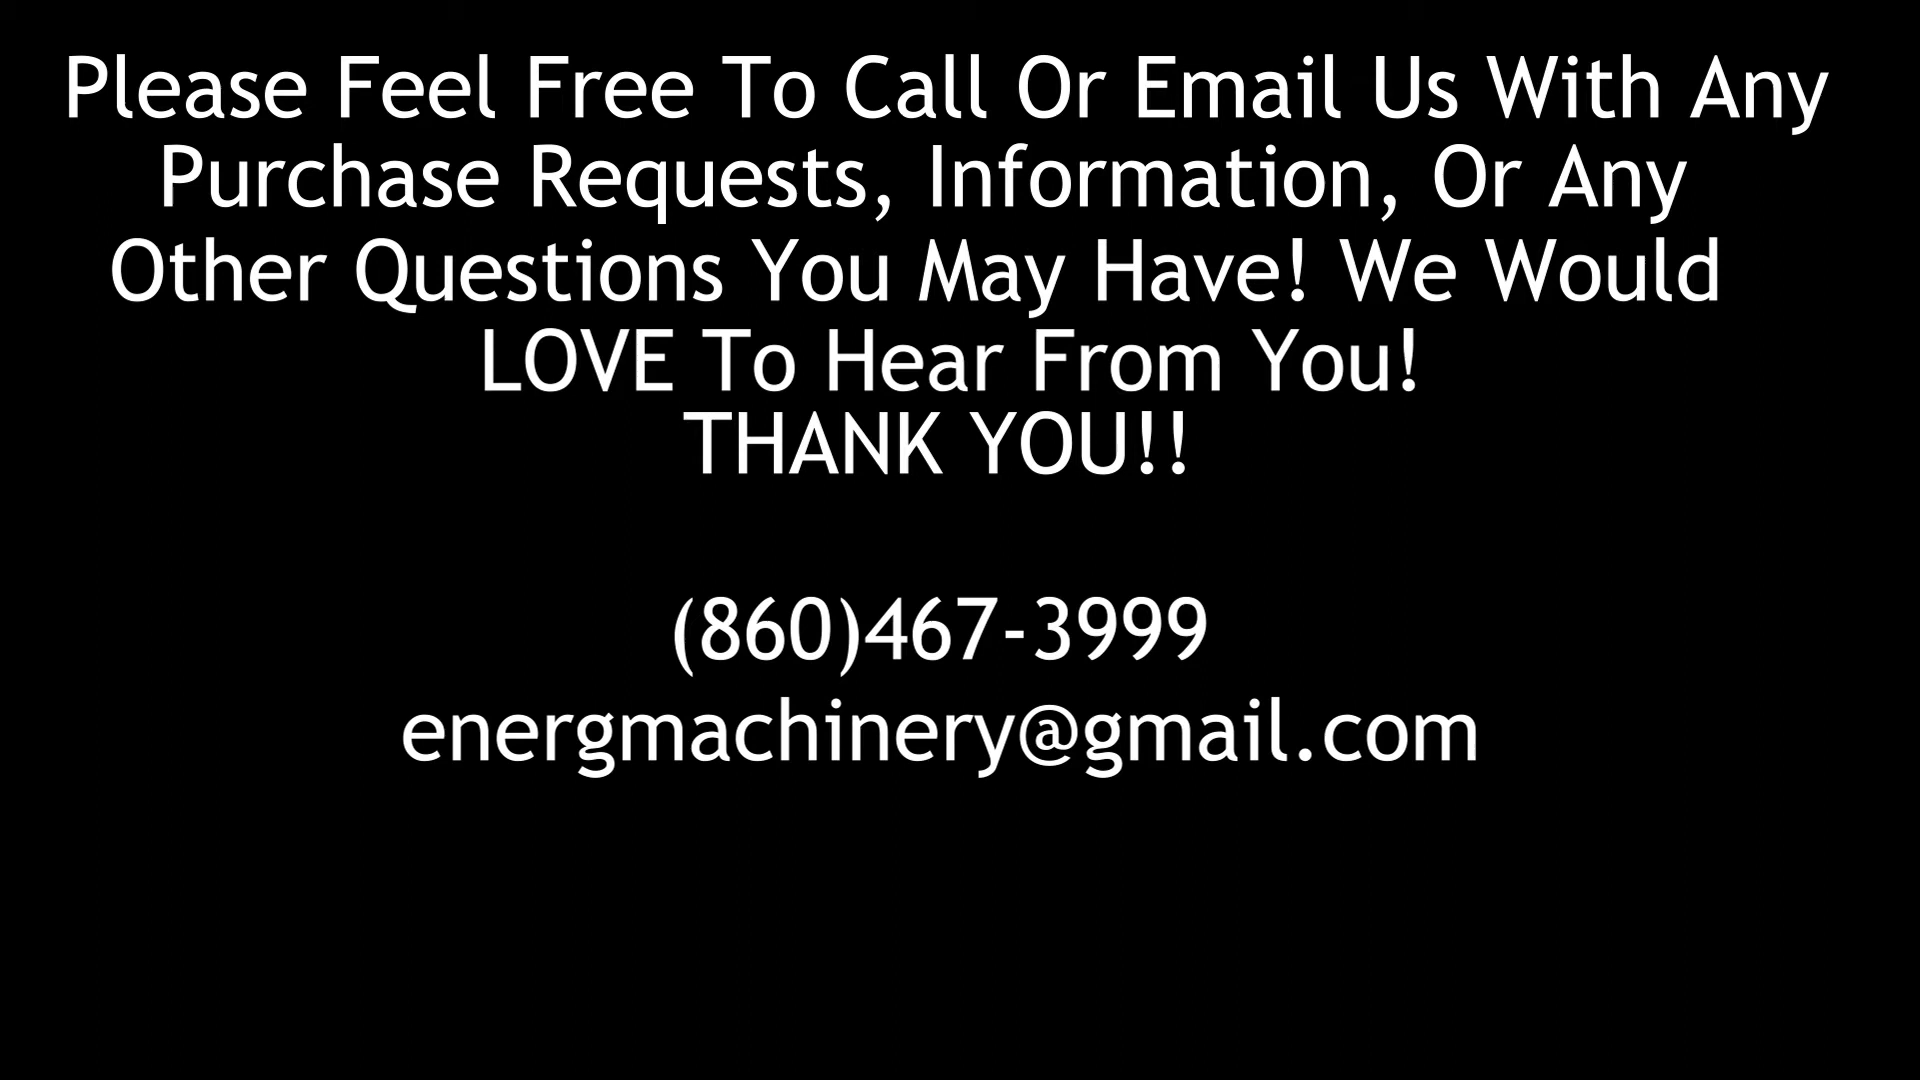 Please Feel Free To Call Or Email Us With Any
Purchase Requests, Information, Or Any
Other Questions You May Have! We Would
LOVE To Hear From You!
THANK YOU!!
(860)467-3999
energmachinery@gmail.com